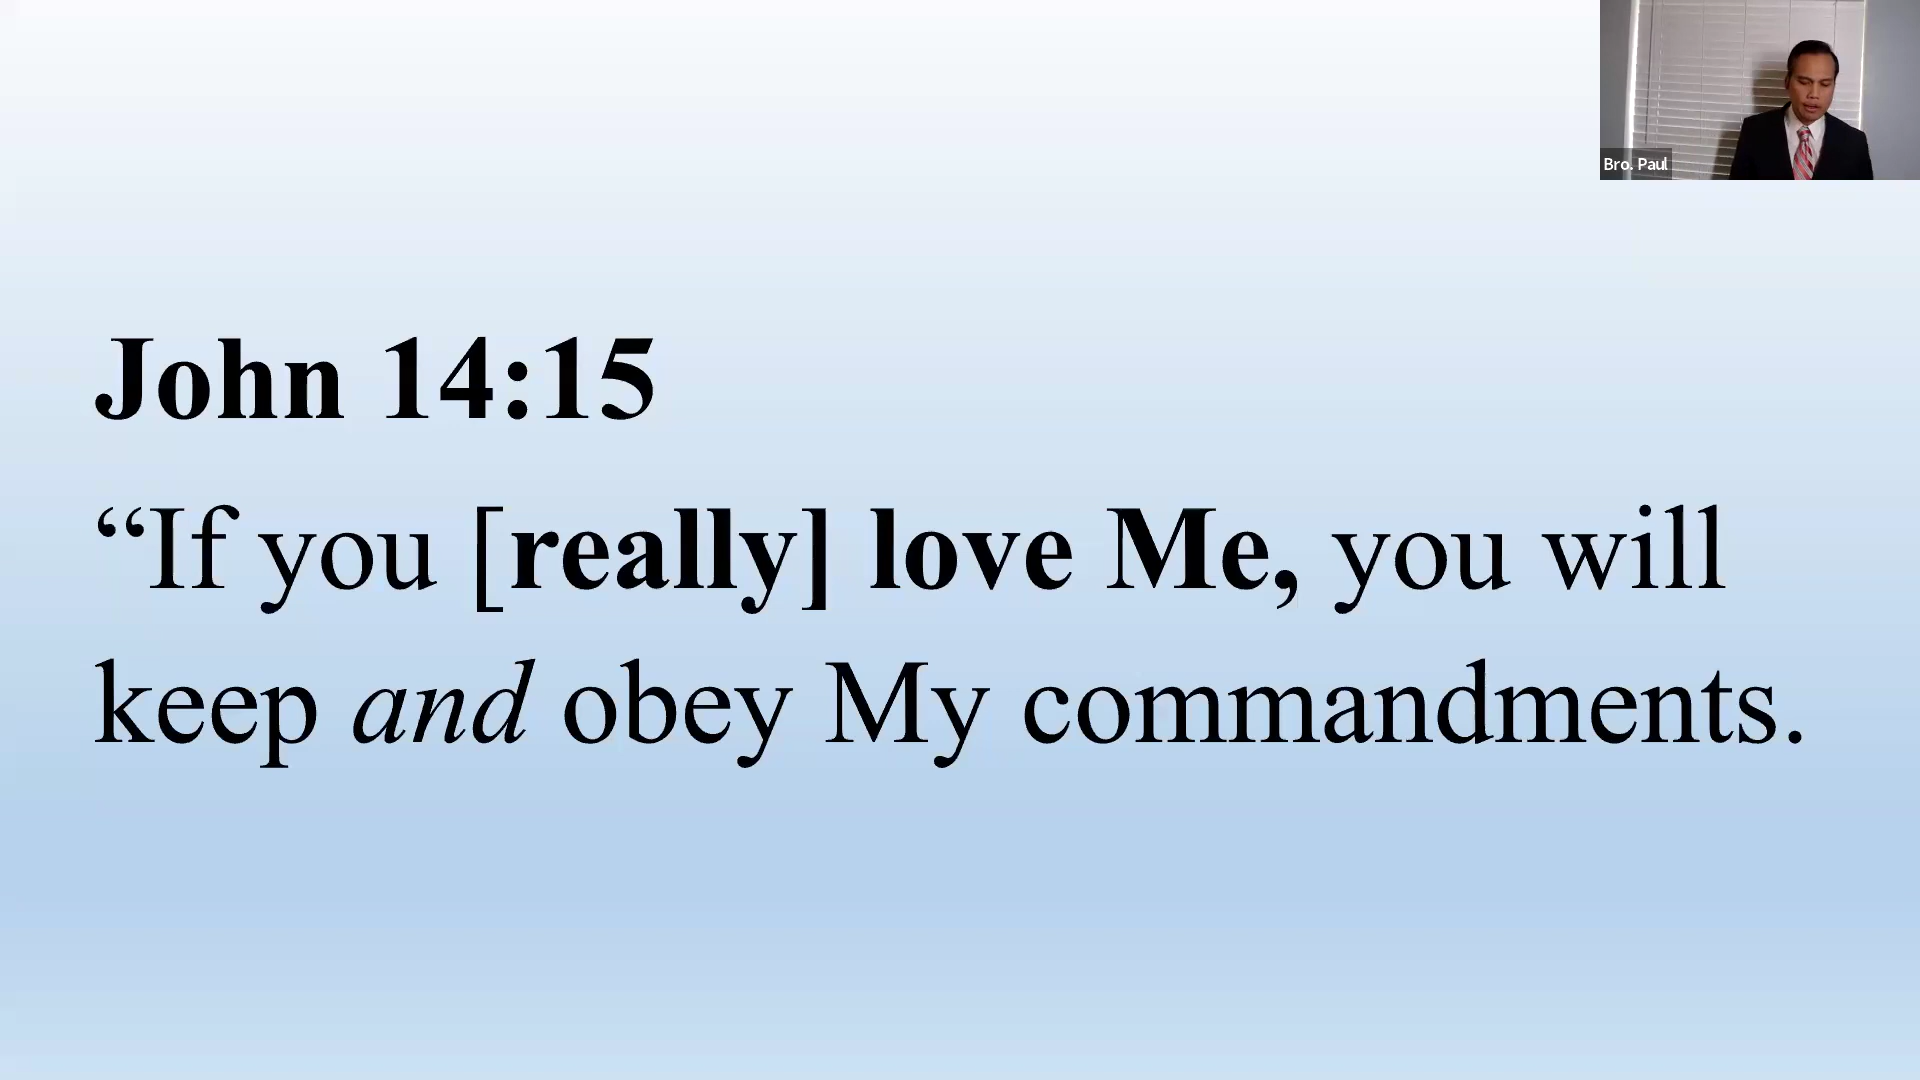 Bro. Paul
John 14:15
“If you [really] love Me, you will
keep and obey My commandments.